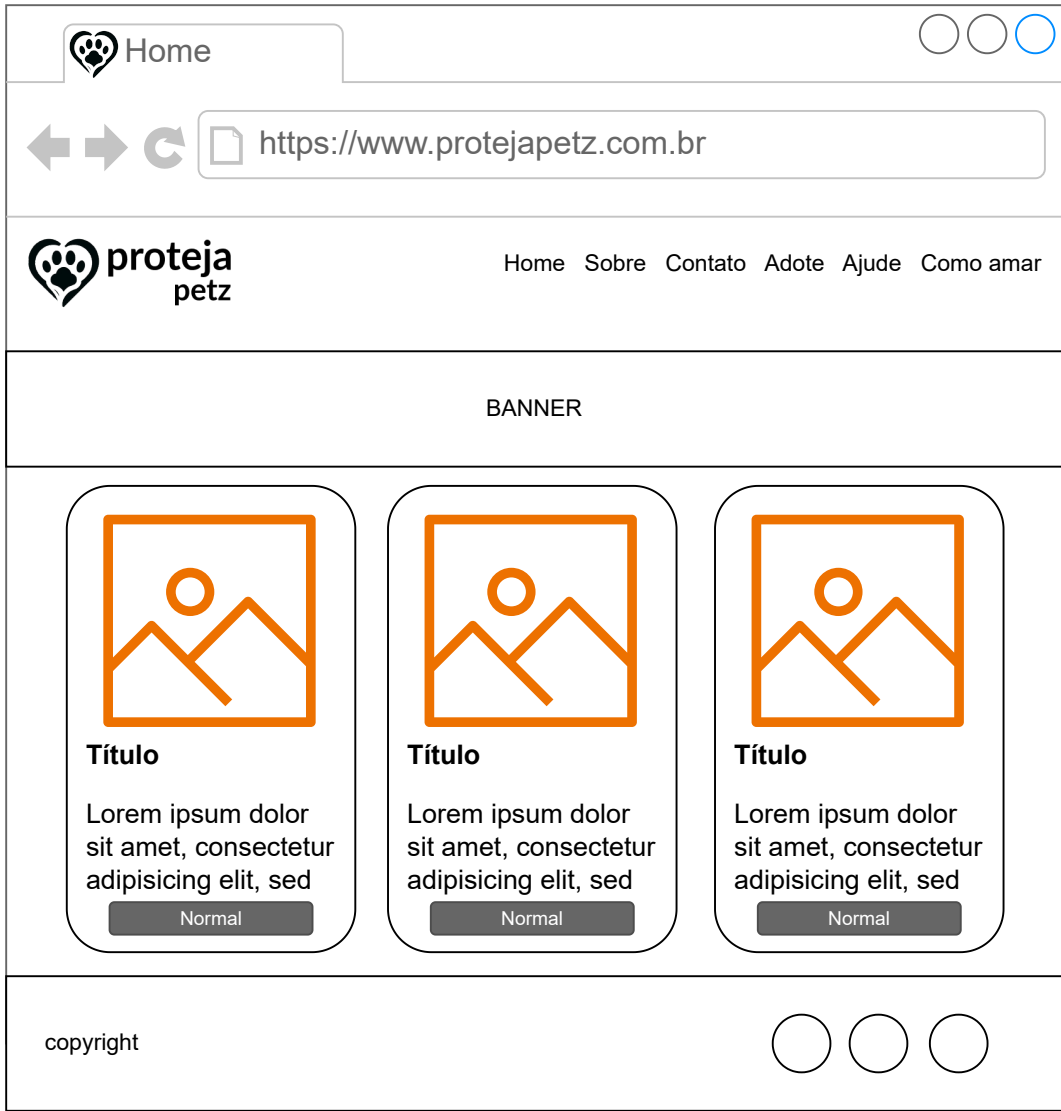 Home
https://www.protejapetz.com.br
proteja
petz
Home Sobre Contato Adote Ajude Como amar
BANNER
Título
Lorem ipsum dolor
sit amet, consectetur
adipisicing elit, sed
Normal
Título
Lorem ipsum dolor
sit amet, consectetur
adipisicing elit, sed
Normal
Título
Lorem ipsum dolor
sit amet, consectetur
adipisicing elit, sed
Normal
copyright